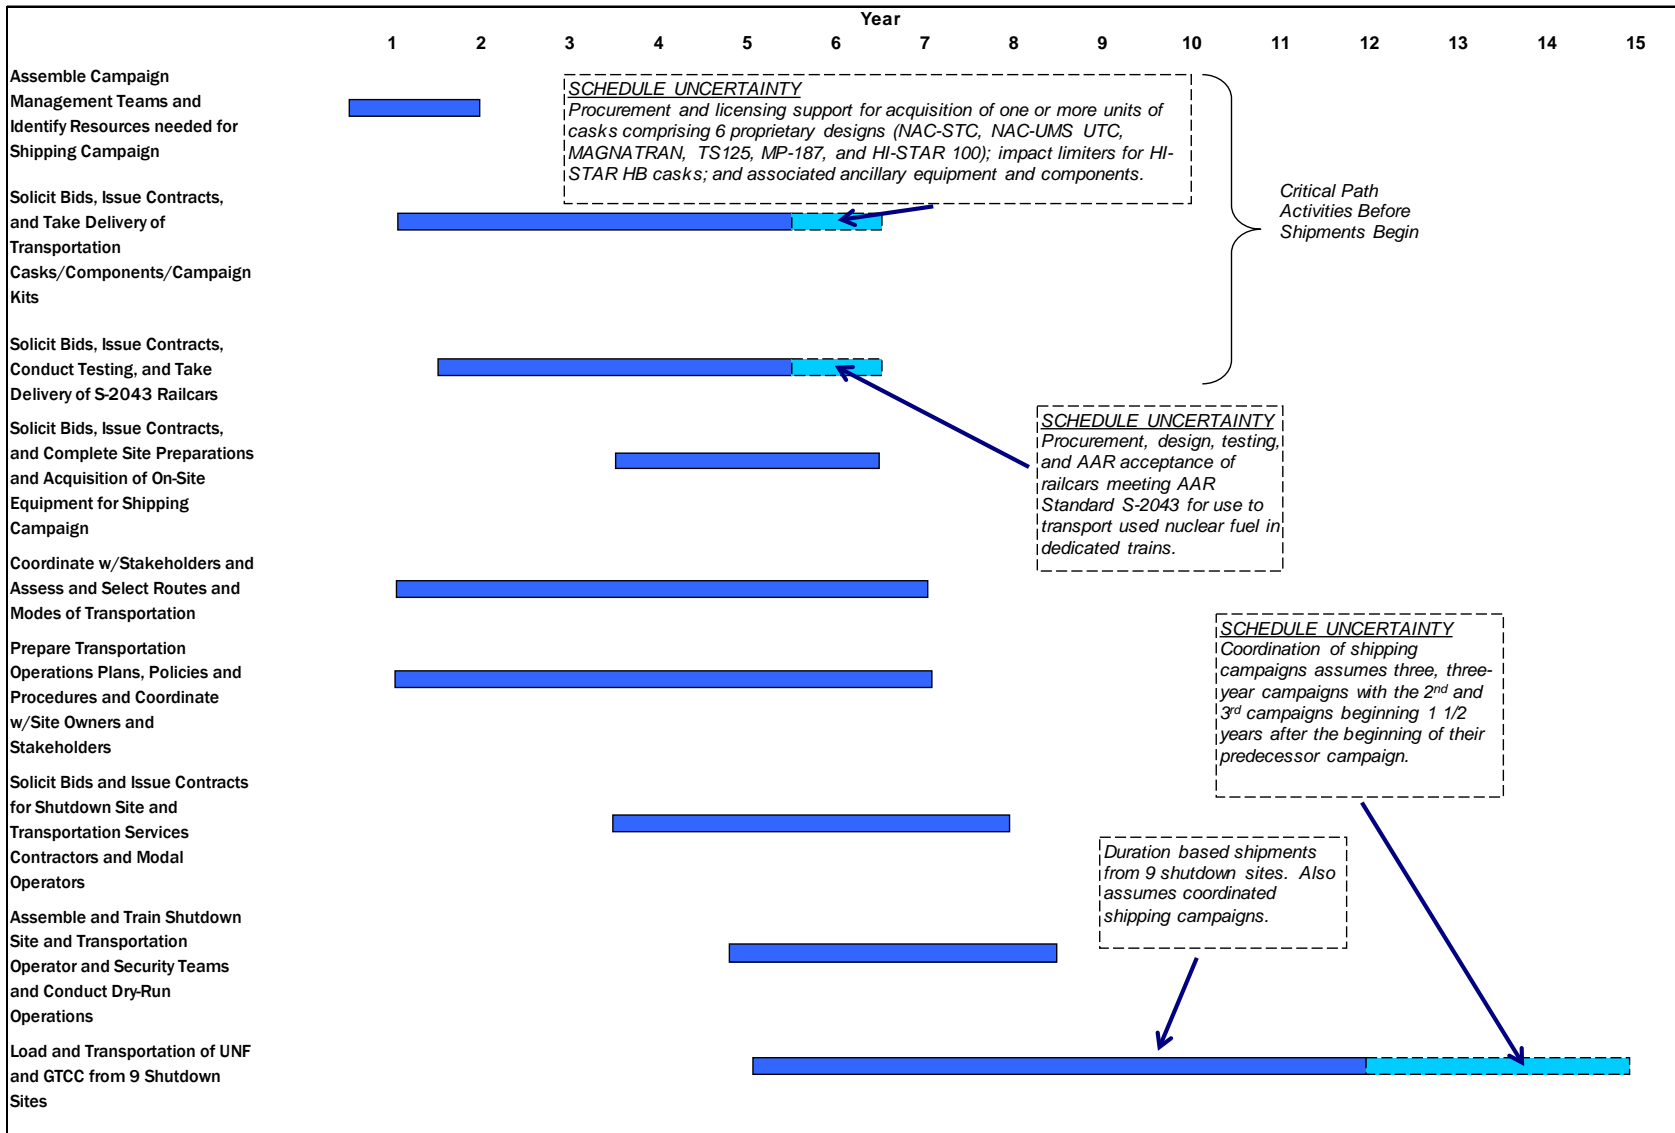 Year
1 2 3 4 5 6 7 8 9 10 11 12 13 14 15
Assemble Campaign
Management Teams and
Identify Resources needed for
Shipping Campaign
SCHEDULE UNCERTAINTY
Procurement and licensing support for acquisition of one or more units of
casks comprising 6 proprietary designs (NAC-STC, NAC-UMS UTC,
MAGNATRAN, TS125, MP-187, and HI-STAR 100); impact limiters for HI-
STAR HB casks; and associated ancillary equipment and components.
Critical Path
Activities Before
Shipments Begin
Solicit Bids, Issue Contracts,
and Take Delivery of
Transportation
Casks/Components/Campaign
Kits
Solicit Bids, Issue Contracts,
Conduct Testing, and Take
Delivery of S-2043 Railcars
SCHEDULE UNCERTAINTY
Procurement, design, testing,
and AAR acceptance of
railcars meeting AAR
Standard S-2043 for use to
transport used nuclear fuel in
dedicated trains.
Solicit Bids, Issue Contracts,
and Complete Site Preparations
and Acquisition of On-Site
Equipment for Shipping
Campaign
Coordinate w/Stakeholders and
Assess and Select Routes and
Modes of Transportation
SCHEDULE UNCERTAINTY
Coordination of shipping
campaigns assumes three, three-
year campaigns with the 2nd and
3rd campaigns beginning 1 1/2
years after the beginning of their
predecessor campaign.
Prepare Transportation
Operations Plans, Policies and
Procedures and Coordinate
w/Site Owners and
Stakeholders
Solicit Bids and Issue Contracts
for Shutdown Site and
Transportation Services
Contractors and Modal
Operators
Duration based shipments
from 9 shutdown sites. Also
assumes coordinated
shipping campaigns.
Assemble and Train Shutdown
Site and Transportation
Operator and Security Teams
and Conduct Dry-Run
Operations
Load and Transportation of UNF
and GTCC from 9 Shutdown
Sites